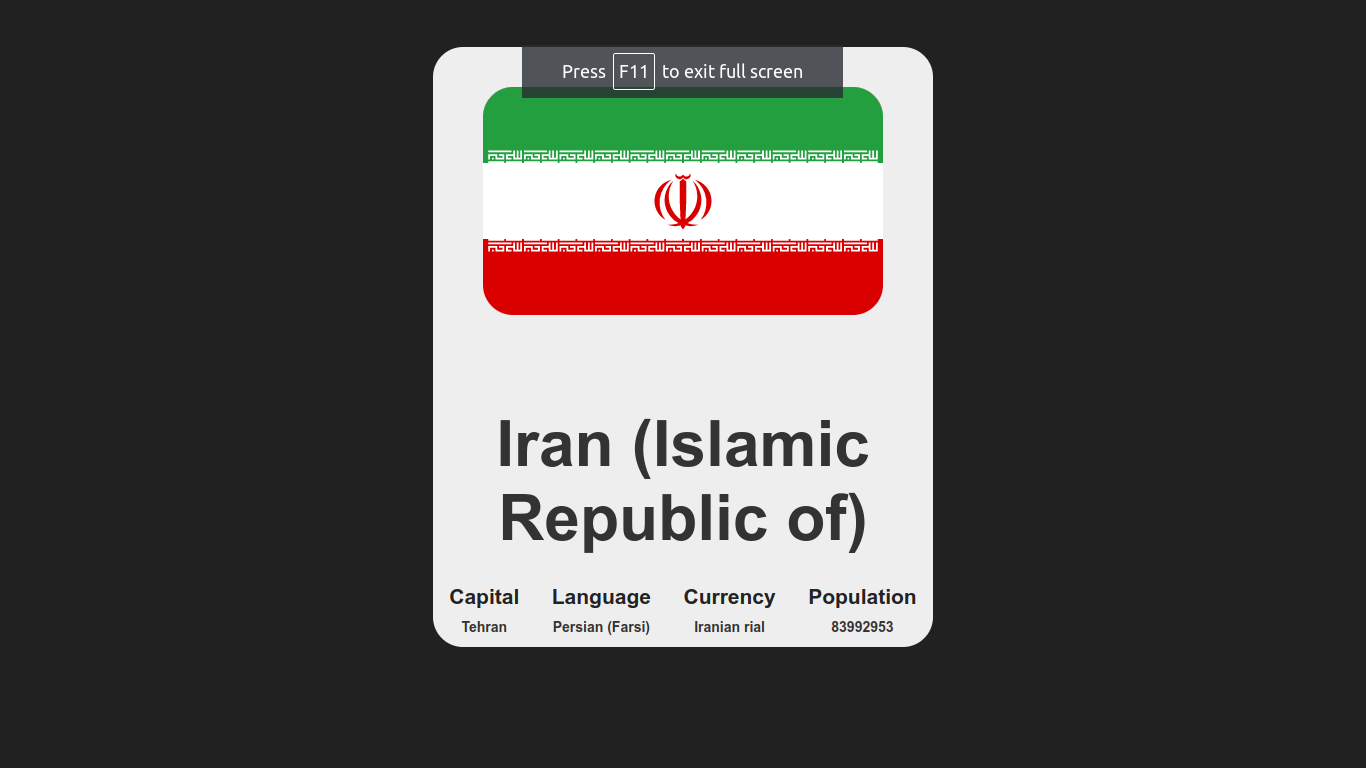 Press F11 to exit full screen
Iran (Islamic
Republic of)
Capital Language Currency Population
Tehran Persian (Farsi) Iranian rial 83992953